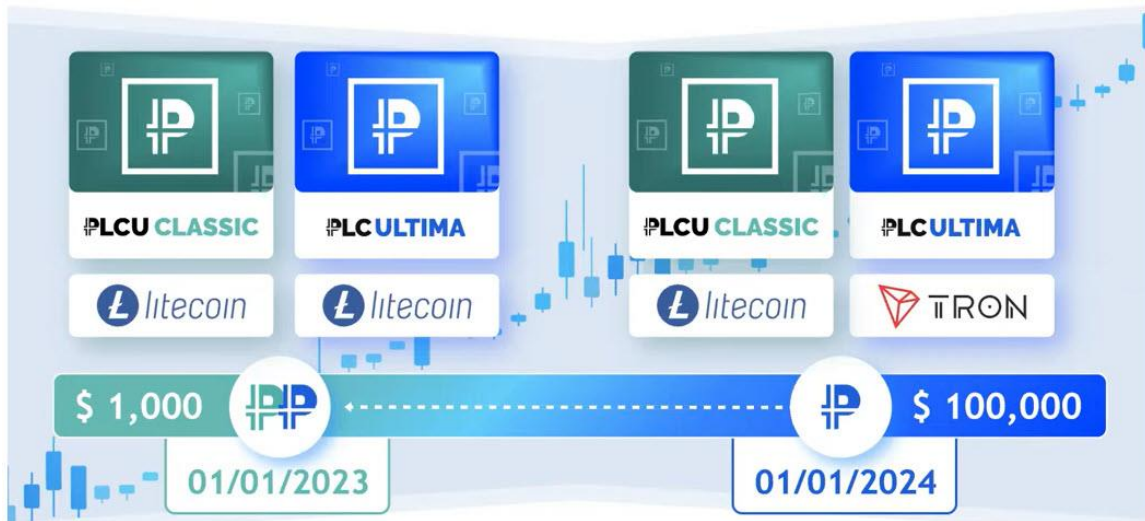 PLCU CLASSIC
PLC ULTIMA
PLCU CLASSIC
PLC ULTIMA
litecoin
litecoin
litecoin
TRON
$ 1,000
$ 100,000
01/01/2023
01/01/2024